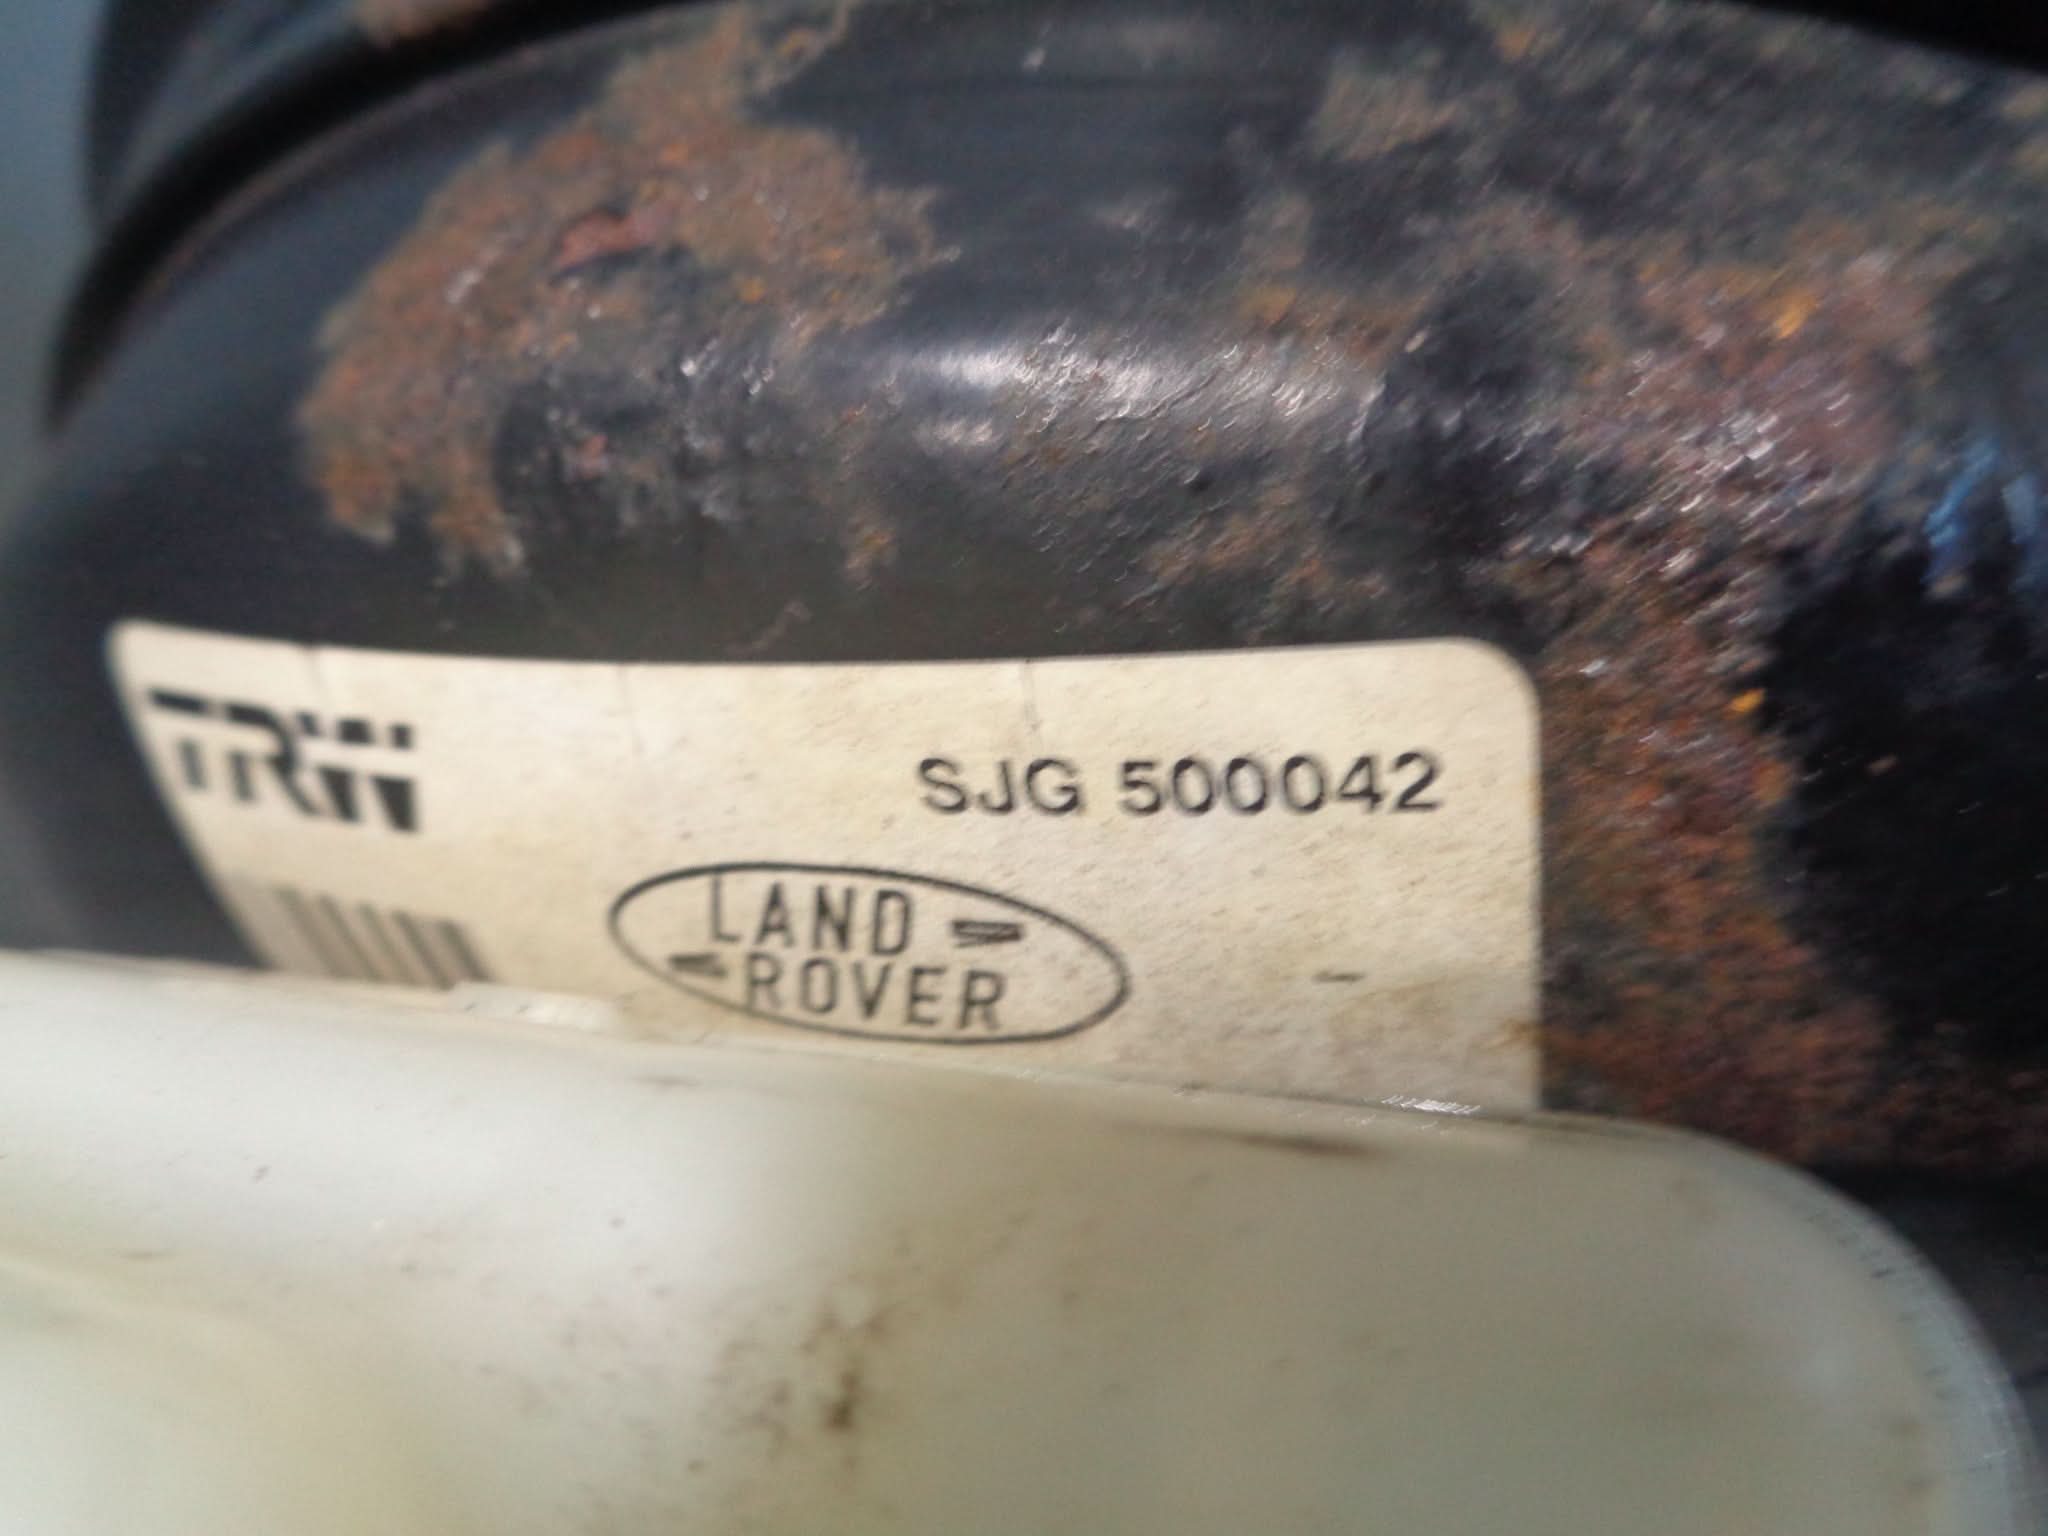 TRW
SJG 500042
LAND
ROVER